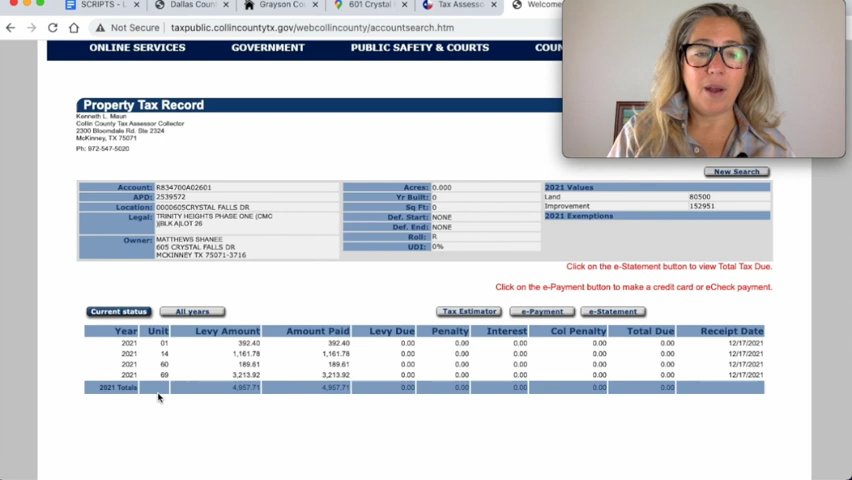 SCRIPTS - L
Dallas Coun
Grayson Co
601 Crystal
Tax Assesso
Welcome
Not Secure
taxpublic.collincountytx.gov/webcollincounty/accountsearch.htm
ONLINE SERVICES GOVERNMENT PUBLIC SAFETY & COURTS COUN
Property Tax Record
Kenneth L. Maun
Collin County Tax Assessor Collector
2300 Bloomdale Rd. Ste 2324
McKinney, TX 75071
Ph: 972-547-5020
New Search
Account: R834700A02601
APD: 2539572
Location: 0000605CRYSTAL FALLS DR
Legal: TRINITY HEIGHTS PHASE ONE (CMC
)(BLK A)LOT 26
Owner: MATTHEWS SHANEE
605 CRYSTAL FALLS DR
MCKINNEY TX 75071-3716
Acres: 0.000
Yr Built: 0
Sq Ft: 0
Def. Start: NONE
Def. End: NONE
Roll: R
UDI: 0%
2021 Values
Land 80500
Improvement 152951
2021 Exemptions
Click on the e-Statement button to view Total Tax Due.
Click on the e-Payment button to make a credit card or eCheck payment.
Current status All years Tax Estimator e-Payment e-Statement
Year Unit Levy Amount Amount Paid Levy Due Penalty Interest Col Penalty Total Due Receipt Date
2021 01 392.40 392.40 0.00 0.00 0.00 0.00 0.00 12/17/2021
2021 14 1,161.78 1,161.78 0.00 0.00 0.00 0.00 0.00 12/17/2021
2021 60 189.61 189.61 0.00 0.00 0.00 0.00 0.00 12/17/2021
2021 69 3,213.92 3,213.92 0.00 0.00 0.00 0.00 0.00 12/17/2021
2021 Totals 4,957.71 4,957.71 0.00 0.00 0.00 0.00 0.00